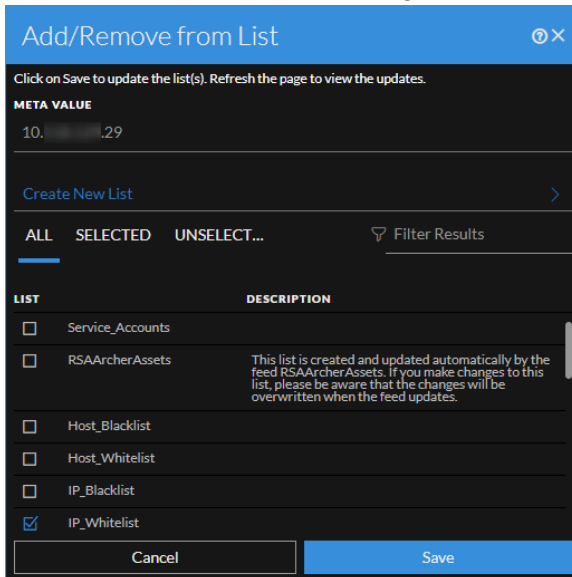 Add/Remove from List
Click on Save to update the list(s). Refresh the page to view the updates.
META VALUE
10. .29
Create New List
ALL SELECTED UNSELECT... Filter Results
LIST DESCRIPTION
Service_Accounts
RSAArcherAssets This list is created and updated automatically by the
feed RSAArcherAssets. If you make changes to this
list, please be aware that the changes will be
overwritten when the feed updates.
Host_Blacklist
Host_Whitelist
IP_Blacklist
IP_Whitelist
Cancel Save